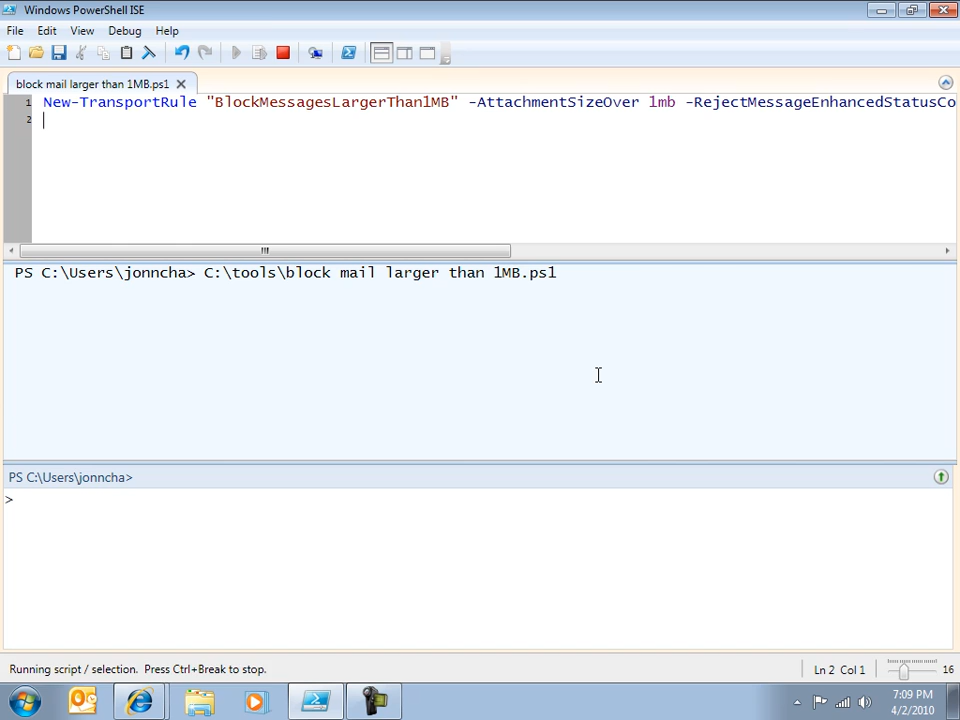 Windows PowerShell ISE
File Edit View Debug Help
block mail larger than 1MB.ps1
1 New-TransportRule "BlockMessagesLargerThan1MB" -AttachmentSizeOver 1mb -RejectMessageEnhancedStatusCo
2
PS C:\Users\jonncha> C:\tools\block mail larger than 1MB.ps1
PS C:\Users\jonncha>
>
Running script / selection. Press Ctrl+Break to stop.
Ln 2 Col 1
16
7:09 PM
4/2/2010